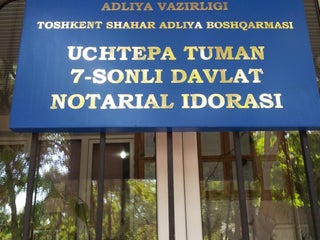 ADLIYA VAZIRLIGI
TOSHKENT SHAHAR ADLIYA BOSHQARMASI
UCHTEPA TUMAN
7-SONLI DAVLAT
NOTARIAL IDORASI